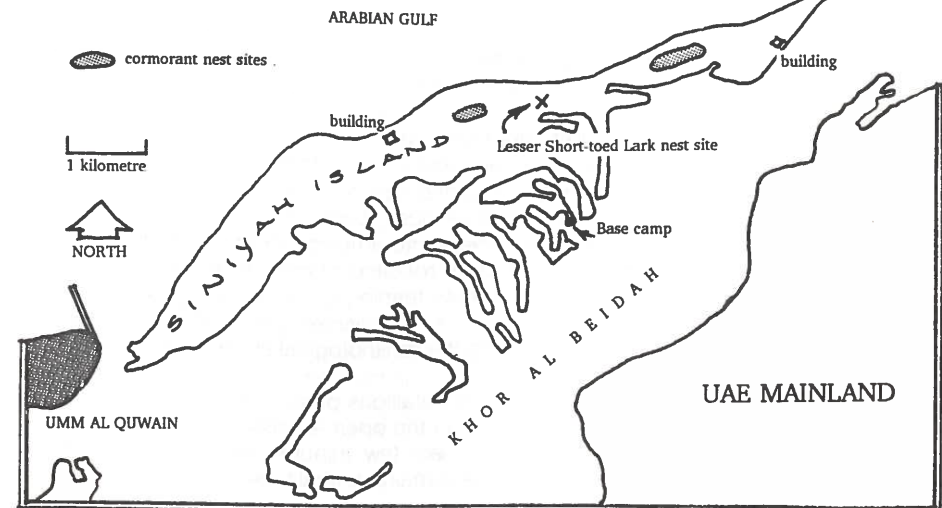 ARABIAN GULF
cormorant nest sites
building
building
1 kilometre
Lesser Short-toed Lark nest site
SINIYAH ISLAND
NORTH
Base camp
KHOR AL BEIDAH
UAE MAINLAND
UMM AL QUWAIN